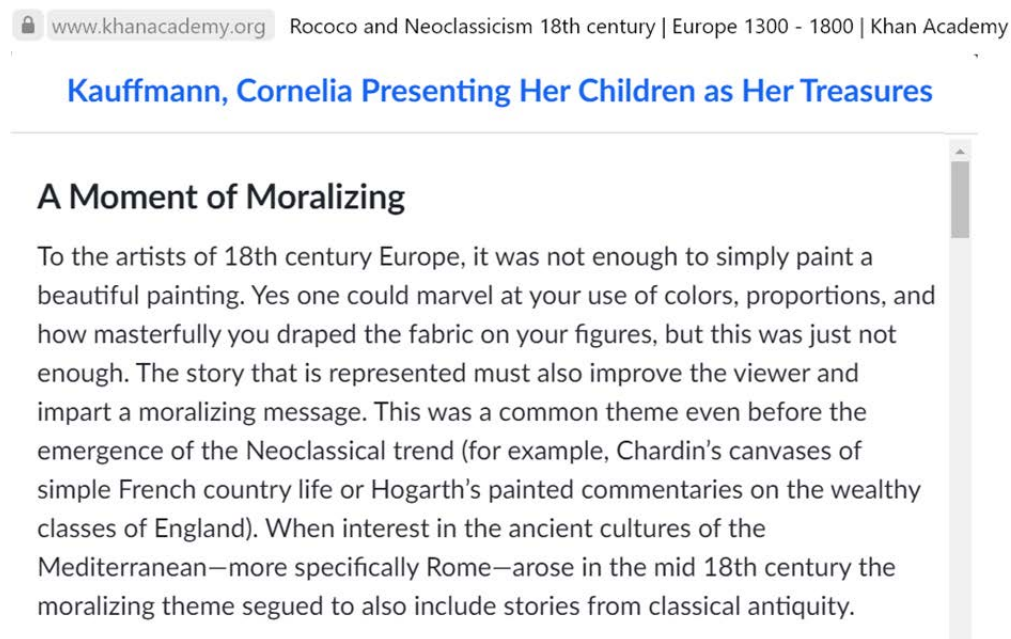 www.khanacademy.org Rococo and Neoclassicism 18th century | Europe 1300 - 1800 | Khan Academy
Kauffmann, Cornelia Presenting Her Children as Her Treasures
A Moment of Moralizing
To the artists of 18th century Europe, it was not enough to simply paint a
beautiful painting. Yes one could marvel at your use of colors, proportions, and
how masterfully you draped the fabric on your figures, but this was just not
enough. The story that is represented must also improve the viewer and
impart a moralizing message. This was a common theme even before the
emergence of the Neoclassical trend (for example, Chardin’s canvases of
simple French country life or Hogarth’s painted commentaries on the wealthy
classes of England). When interest in the ancient cultures of the
Mediterranean—more specifically Rome—arose in the mid 18th century the
moralizing theme segued to also include stories from classical antiquity.